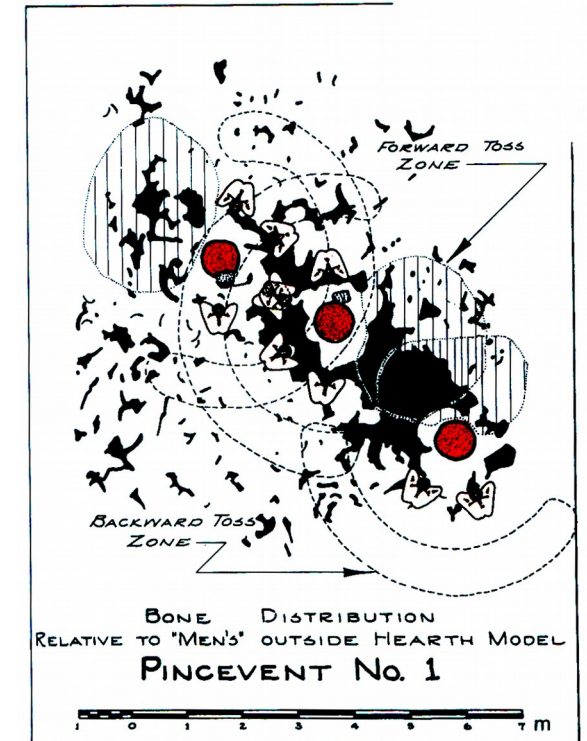 FORWARD TOSS
ZONE
BACKWARD TOSS
ZONE
BONE DISTRIBUTION
RELATIVE TO "MEN'S" OUTSIDE HEARTH MODEL
PINCEVENT No. 1
1 0 1 2 3 4 5 6 7 m